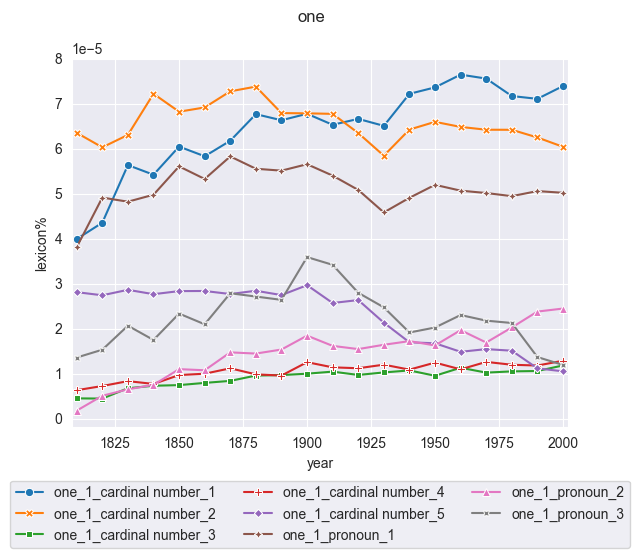 one
1e−5
8
7
6
5
4
3
2
1
0
lexicon%
1825 1850 1875 1900 1925 1950 1975 2000
year
one_1_cardinal number_1 one_1_cardinal number_4 one_1_pronoun_2
one_1_cardinal number_2 one_1_cardinal number_5 one_1_pronoun_3
one_1_cardinal number_3 one_1_pronoun_1